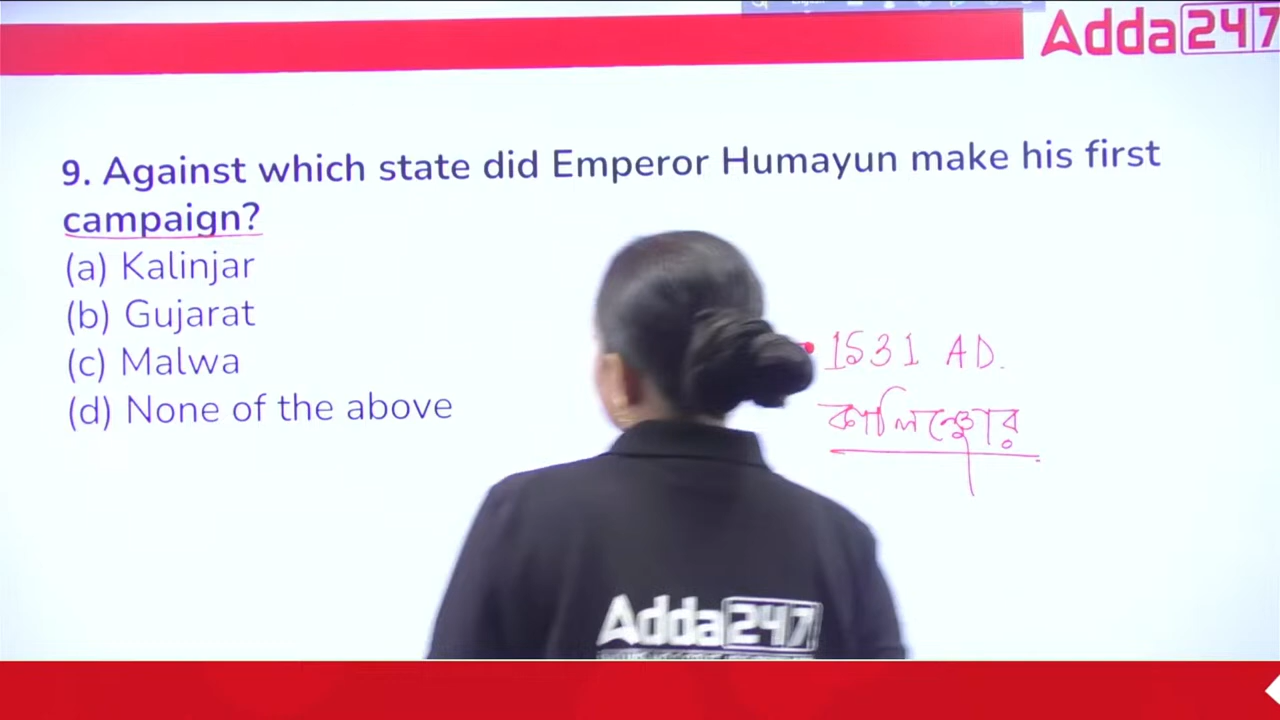 Adda247
9. Against which state did Emperor Humayun make his first
campaign?
(a) Kalinjar
(b) Gujarat
(c) Malwa
(d) None of the above
1531 AD.
কালিন্জোর
Adda247